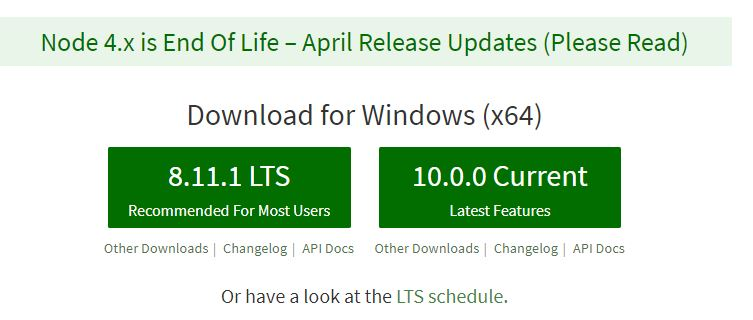 Node 4.x is End Of Life – April Release Updates (Please Read)
Download for Windows (x64)
8.11.1 LTS
Recommended For Most Users
10.0.0 Current
Latest Features
Other Downloads | Changelog | API Docs
Other Downloads | Changelog | API Docs
Or have a look at the LTS schedule.